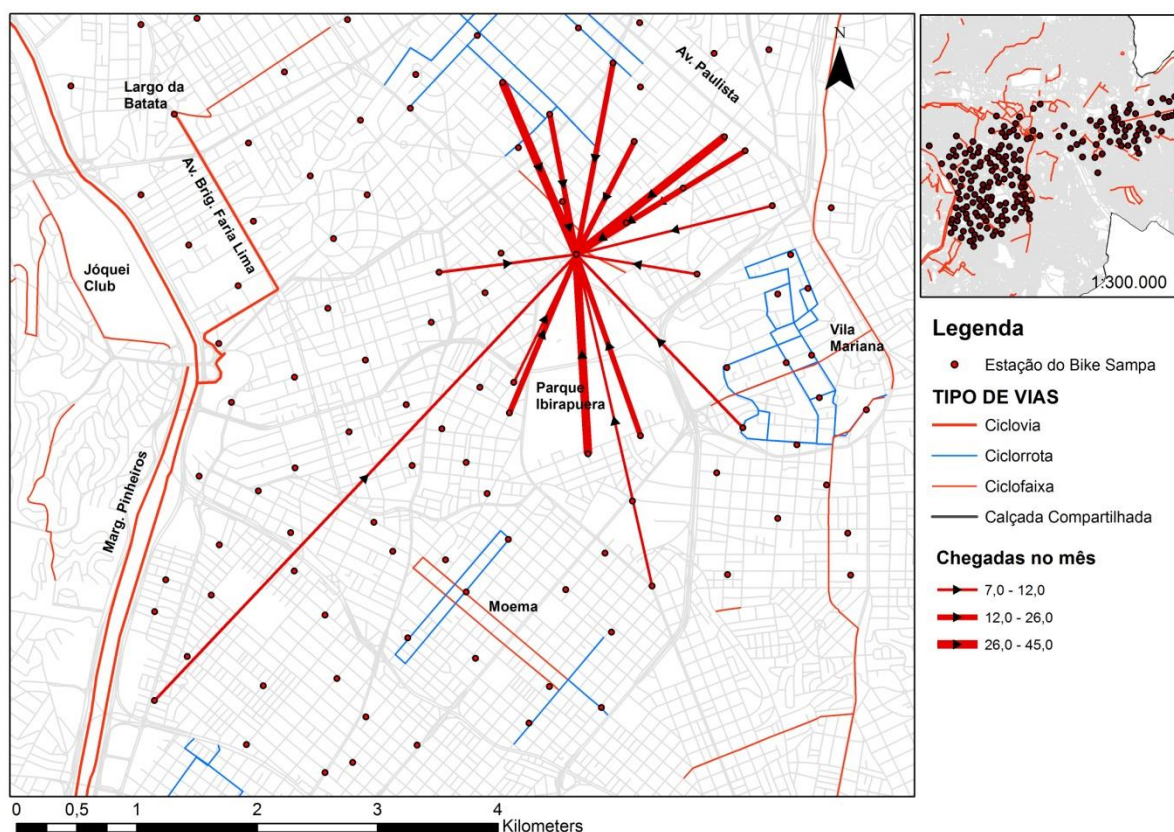 Largo da
Batata
Av. Brig. Faria Lima
Av. Paulista
N
Jóquei
Club
Vila
Mariana
Parque
Ibirapuera
Marg. Pinheiros
Moema
0 0,5 1 2 3 4
Kilometers
1:300.000
Legenda
Estação do Bike Sampa
TIPO DE VIAS
Ciclovia
Ciclorrota
Ciclofaixa
Calçada Compartilhada
Chegadas no mês
7,0 - 12,0
12,0 - 26,0
26,0 - 45,0